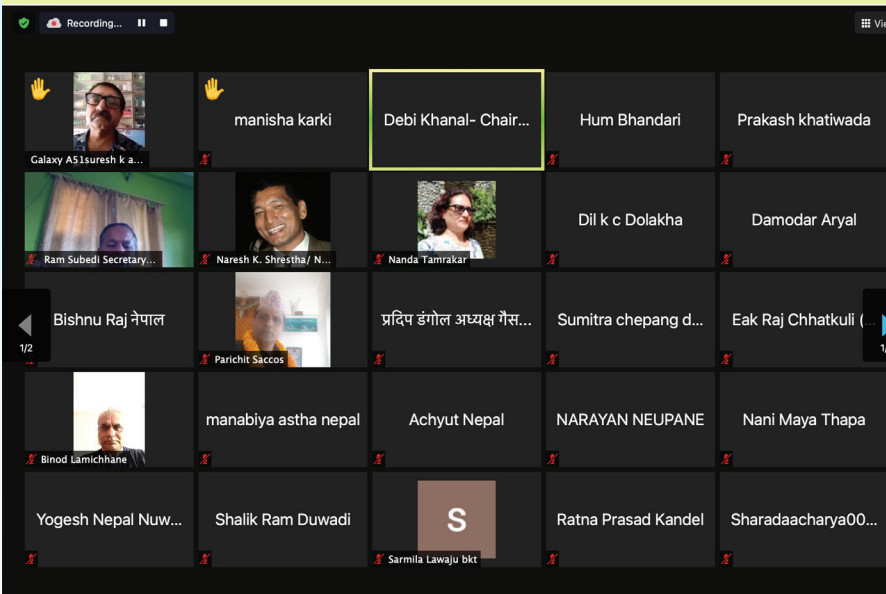 Recording...
Vie
Galaxy A51suresh k a...
manisha karki
Debi Khanal- Chair...
Hum Bhandari
Prakash khatiwada
Ram Subedi Secretary...
Naresh K. Shrestha/ N...
Nanda Tamrakar
Dil k c Dolakha
Damodar Aryal
1/2
Bishnu Raj नेपाल
Parichit Saccos
प्रदिप डंगोल अध्यक्ष गैस...
Sumitra chepang d...
Eak Raj Chhatkuli (...
1/
Binod Lamichhane
manabiya astha nepal
Achyut Nepal
NARAYAN NEUPANE
Nani Maya Thapa
Yogesh Nepal Nuw...
Shalik Ram Duwadi
S
Sarmila Lawaju bkt
Ratna Prasad Kandel
Sharadaacharya00...